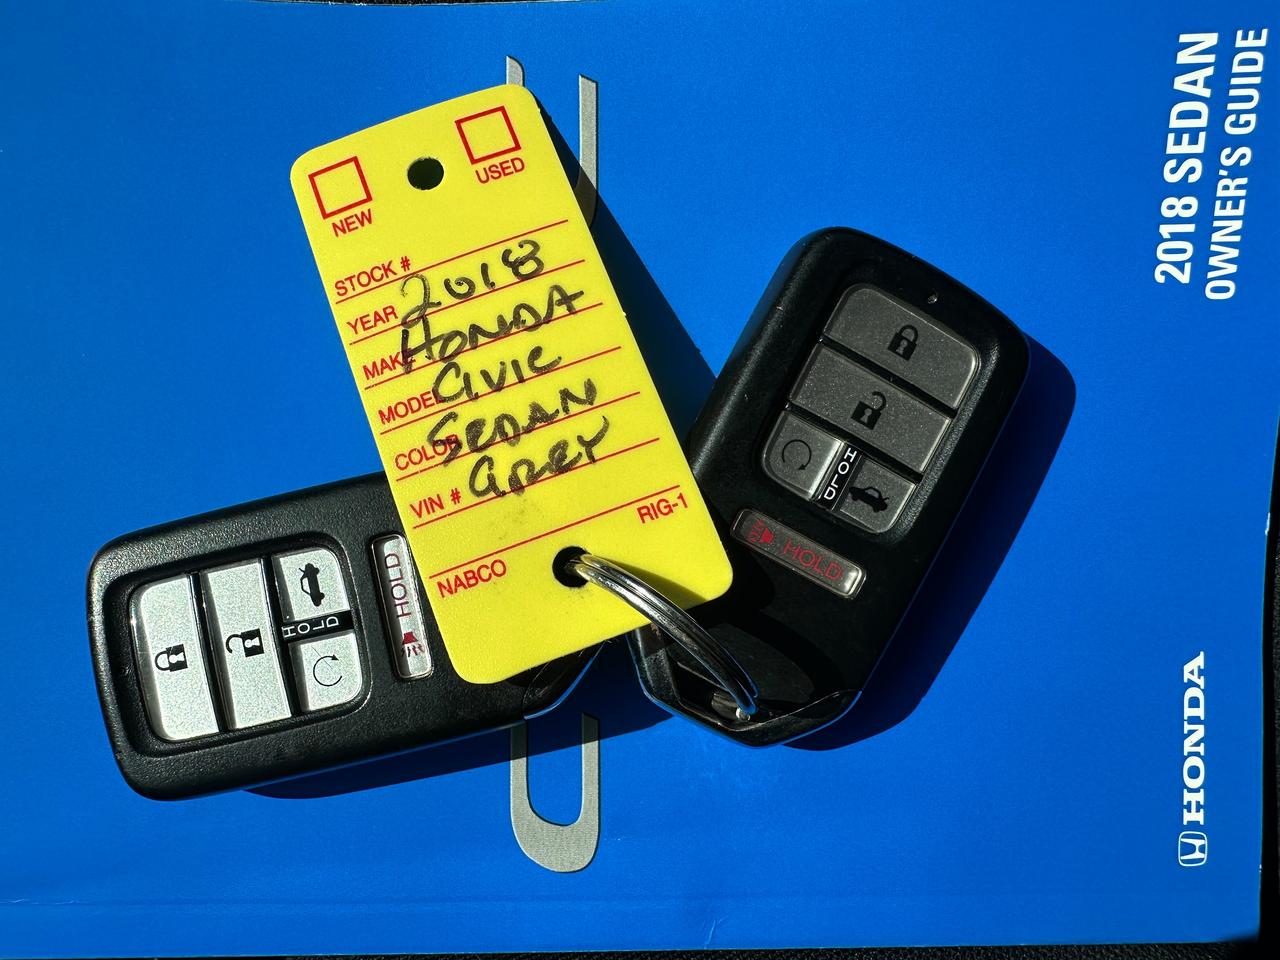 2018 SEDAN
OWNER'S GUIDE
HONDA
NEW
USED
STOCK #
2018
YEAR
HONDA
MAKE
CIVIC
MODEL
SEDAN
COLOR
GREY
VIN #
NABCO
RIG-1
HOLD
HOLD
HOLD
HOLD